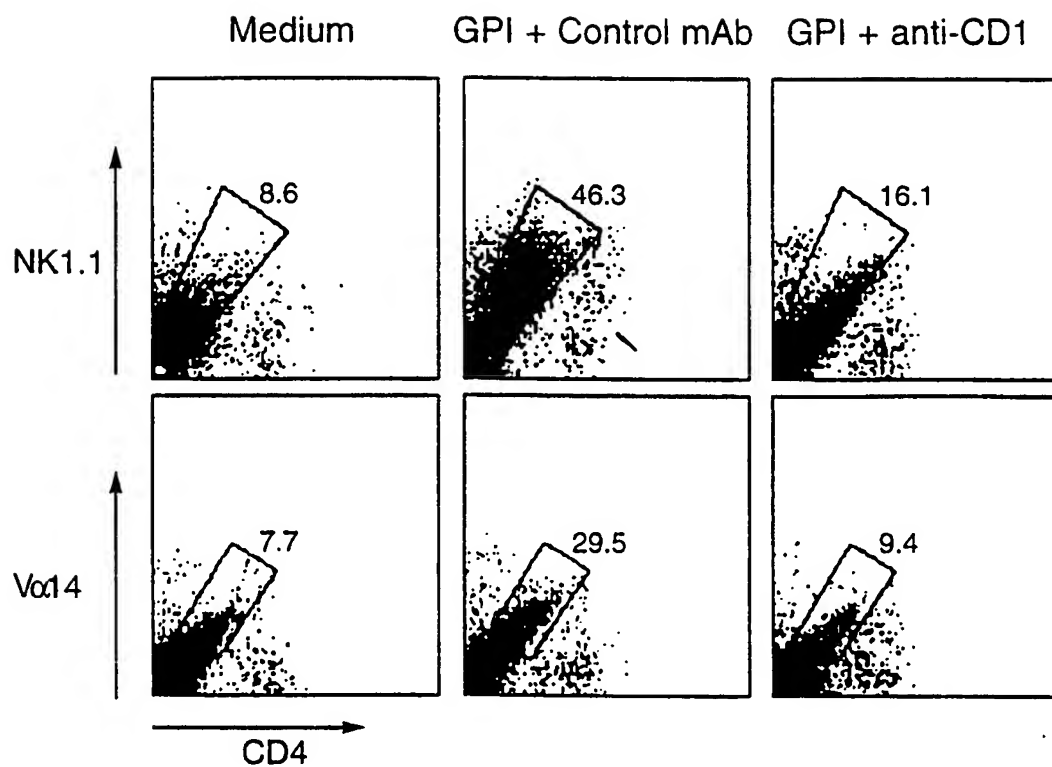 Medium GPI + Control mAb GPI + anti-CD1
NK1.1 8.6 46.3 16.1
Vα14 7.7 29.5 9.4
CD4